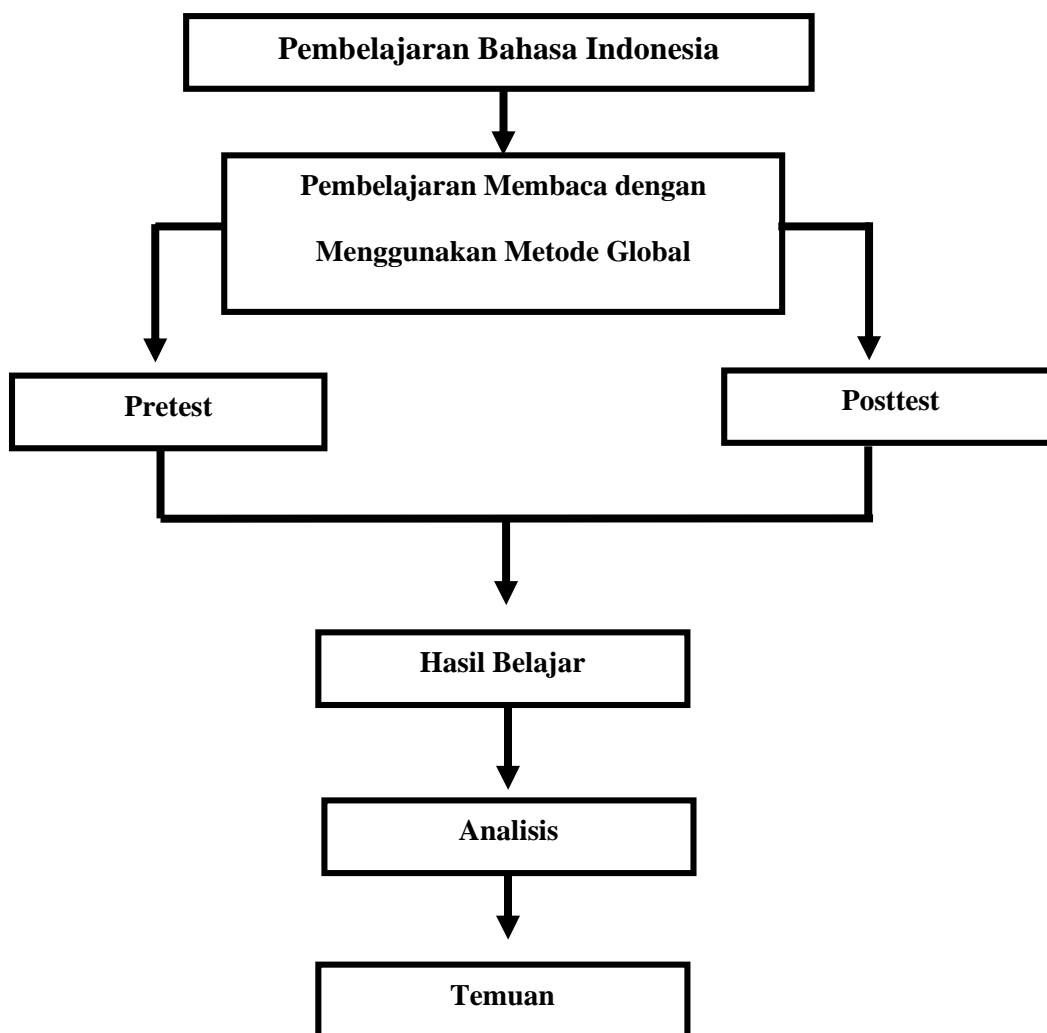 Pembelajaran Bahasa Indonesia
Pembelajaran Membaca dengan
Menggunakan Metode Global
Pretest
Posttest
Hasil Belajar
Analisis
Temuan